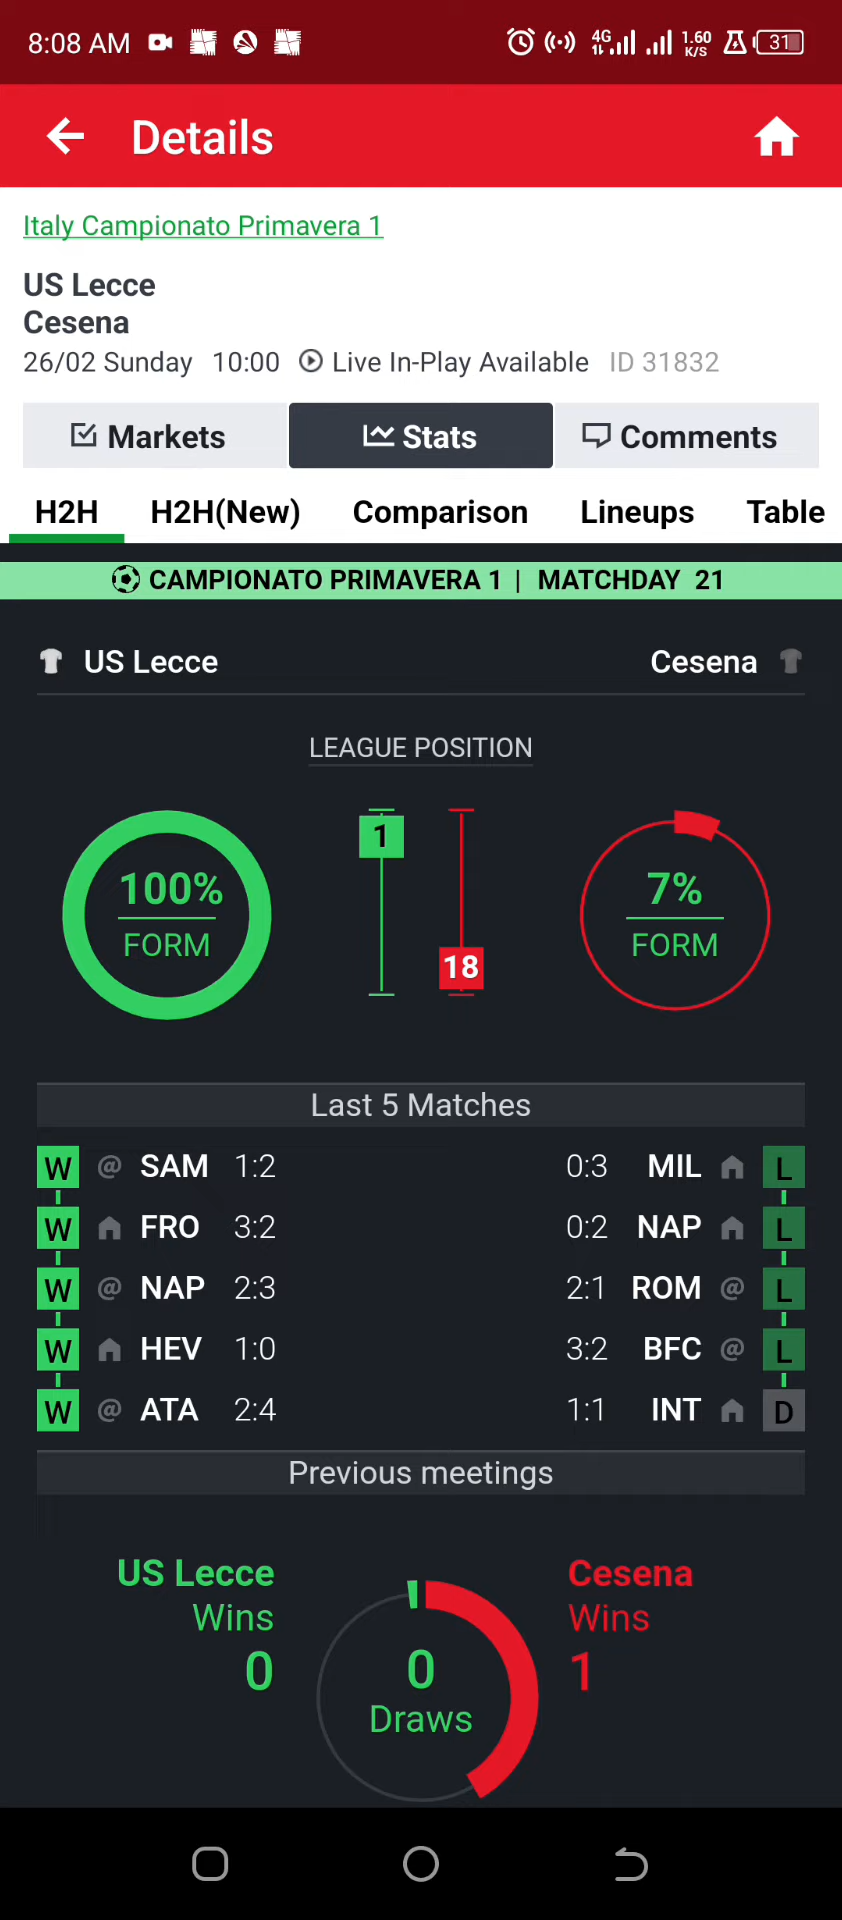 8:08 AM 4G 1.60 K/S 31
Details
Italy Campionato Primavera 1
US Lecce
Cesena
26/02 Sunday 10:00 Live In-Play Available ID 31832
Markets Stats Comments
H2H H2H(New) Comparison Lineups Table
CAMPIONATO PRIMAVERA 1 | MATCHDAY 21
US Lecce Cesena
LEAGUE POSITION
100% FORM 1 18 7% FORM
Last 5 Matches
W @ SAM 1:2 0:3 MIL L
W FRO 3:2 0:2 NAP L
W @ NAP 2:3 2:1 ROM @ L
W HEV 1:0 3:2 BFC @ L
W @ ATA 2:4 1:1 INT D
Previous meetings
US Lecce Cesena
Wins Wins
0 0 1
Draws